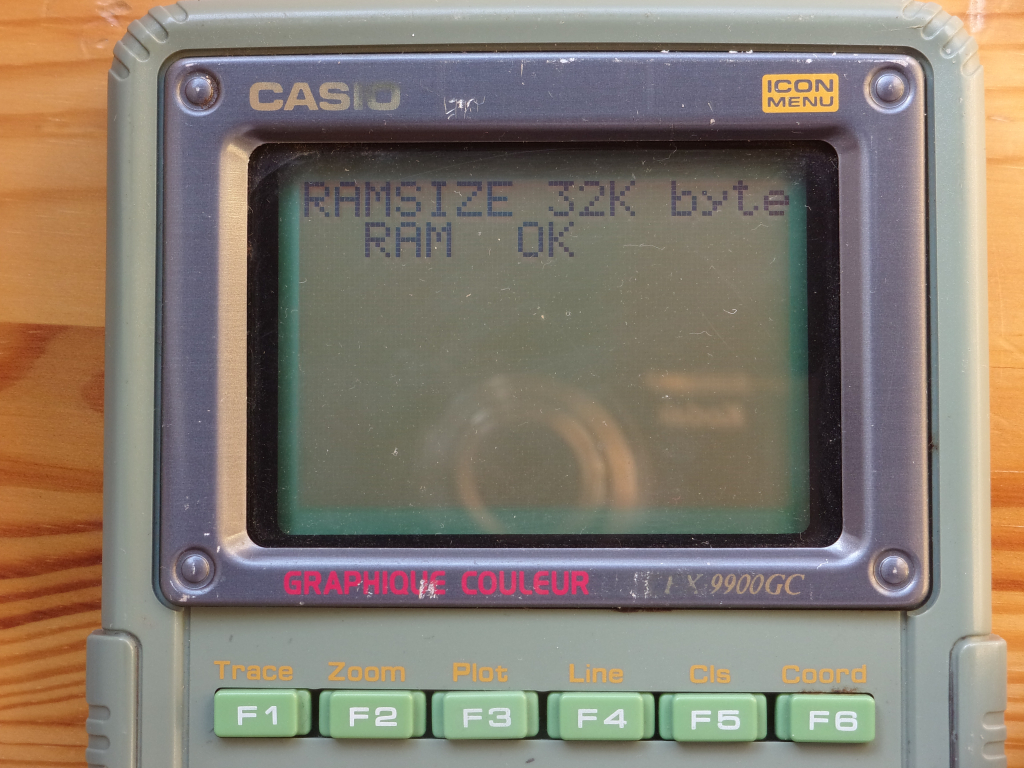 CASIO
ICON
MENU
RAMSIZE 32K byte
RAM OK
GRAPHIQUE COULEUR X-9900GC
Trace Zoom Plot Line Cls Coord
F1 F2 F3 F4 F5 F6